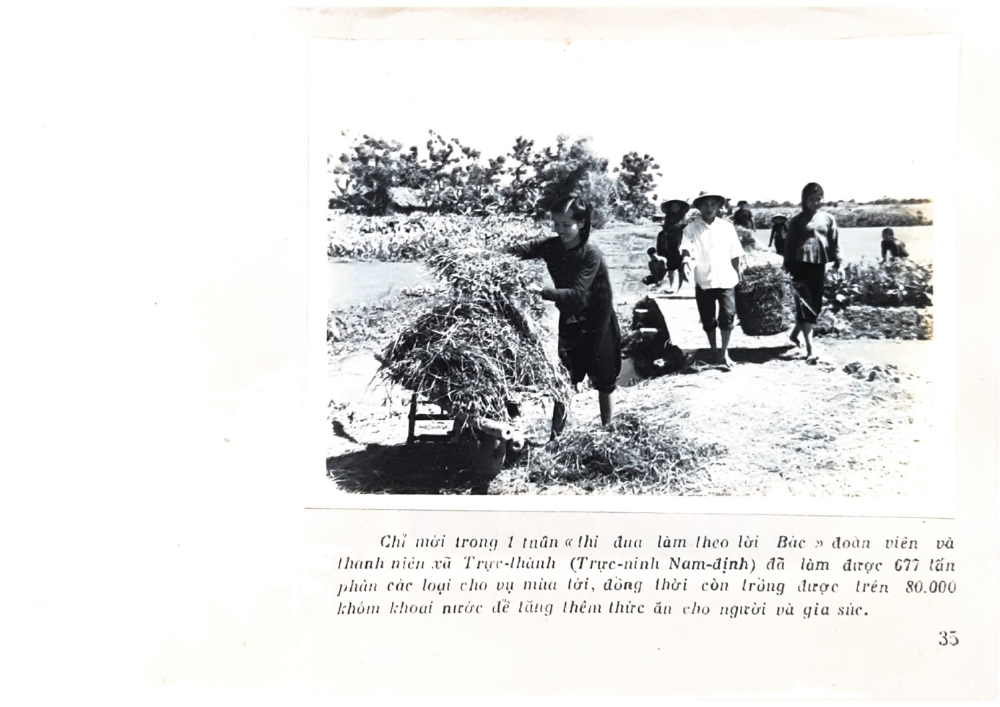 Chỉ mới trong 1 tuần « thi đua làm theo lời Bác » đoàn viên và
thanh niên xã Trực-thành (Trực-ninh Nam-định) đã làm được 677 tấn
phân các loại cho vụ mùa tới, đồng thời còn trồng được trên 80.000
khóm khoai nước để tăng thêm thức ăn cho người và gia súc.
35